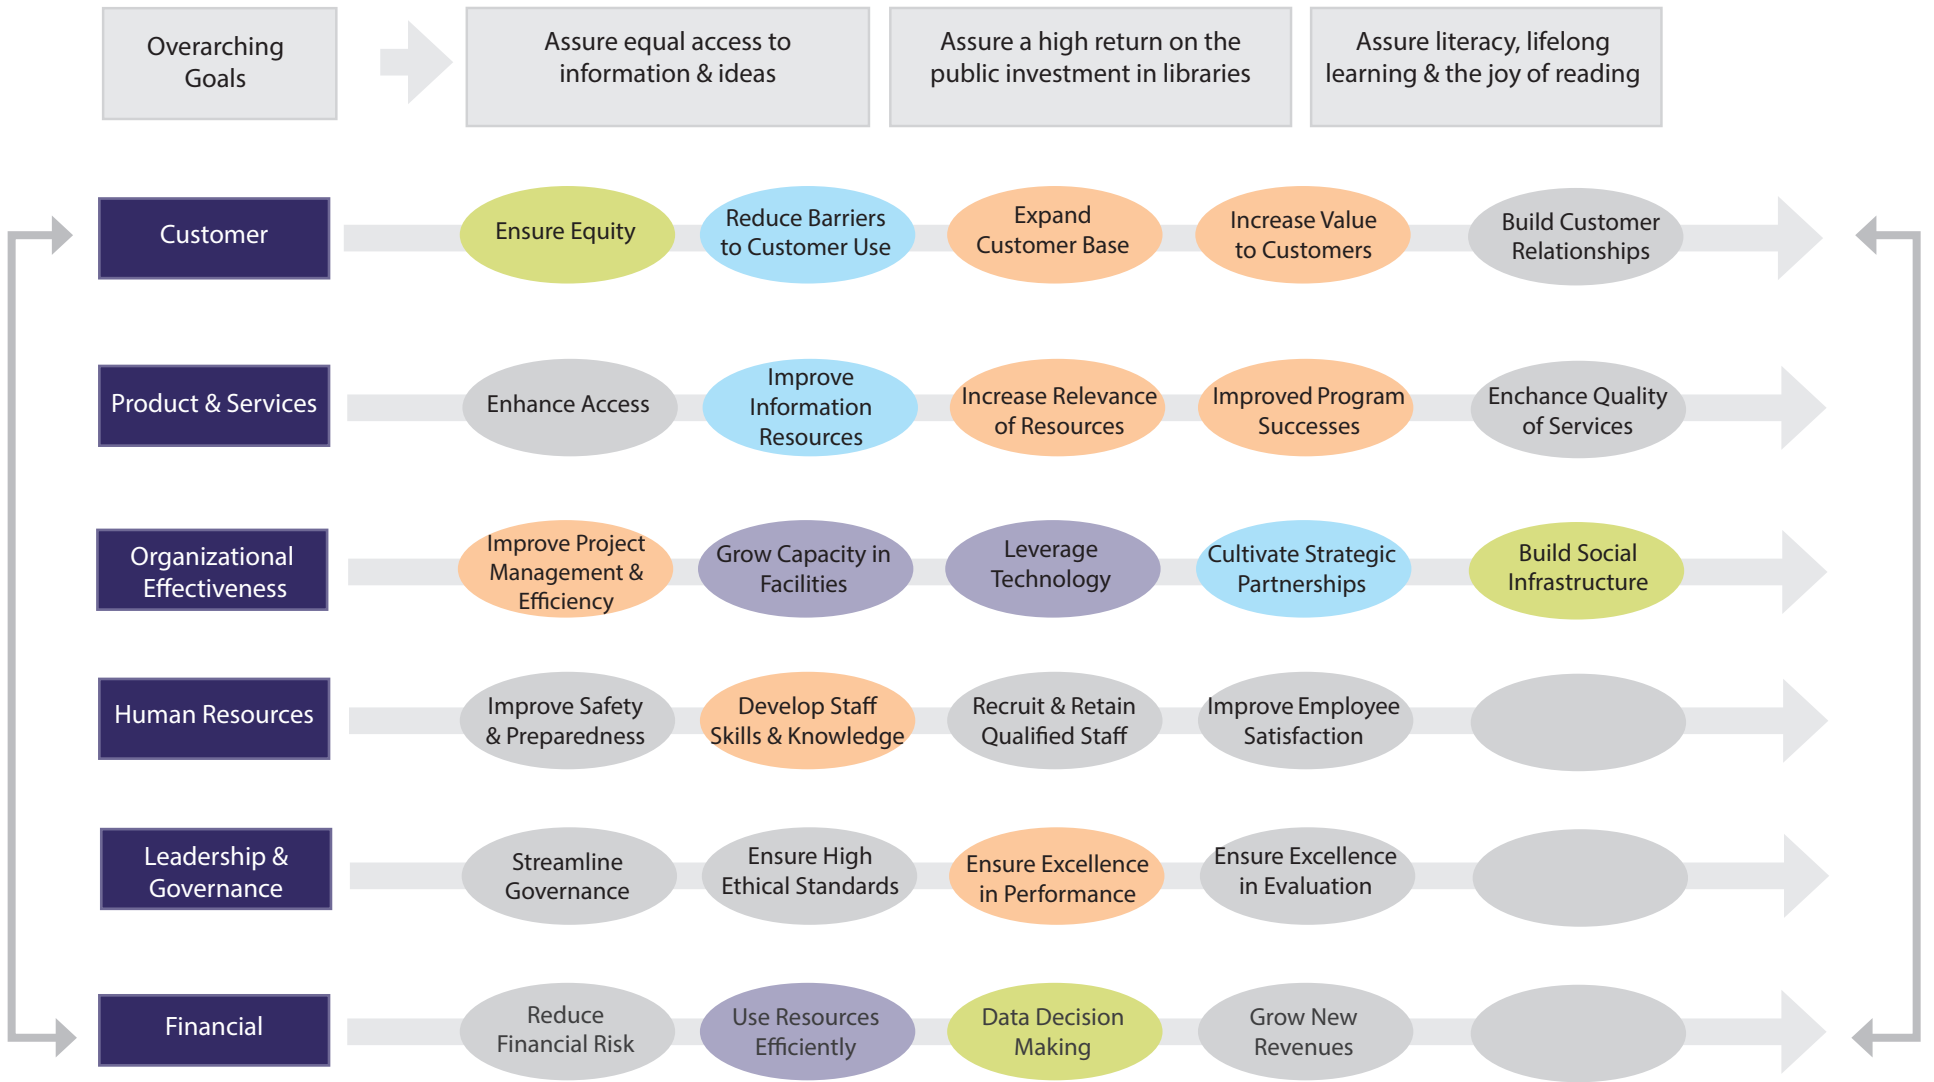 Overarching
Goals
Assure equal access to
information & ideas
Assure a high return on the
public investment in libraries
Assure literacy, lifelong
learning & the joy of reading
Customer
Ensure Equity
Reduce Barriers
to Customer Use
Expand
Customer Base
Increase Value
to Customers
Build Customer
Relationships
Product & Services
Enhance Access
Improve
Information
Resources
Increase Relevance
of Resources
Improved Program
Successes
Enchance Quality
of Services
Organizational
Effectiveness
Improve Project
Management &
Efficiency
Grow Capacity in
Facilities
Leverage
Technology
Cultivate Strategic
Partnerships
Build Social
Infrastructure
Human Resources
Improve Safety
& Preparedness
Develop Staff
Skills & Knowledge
Recruit & Retain
Qualified Staff
Improve Employee
Satisfaction
Leadership &
Governance
Streamline
Governance
Ensure High
Ethical Standards
Ensure Excellence
in Performance
Ensure Excellence
in Evaluation
Financial
Reduce
Financial Risk
Use Resources
Efficiently
Data Decision
Making
Grow New
Revenues